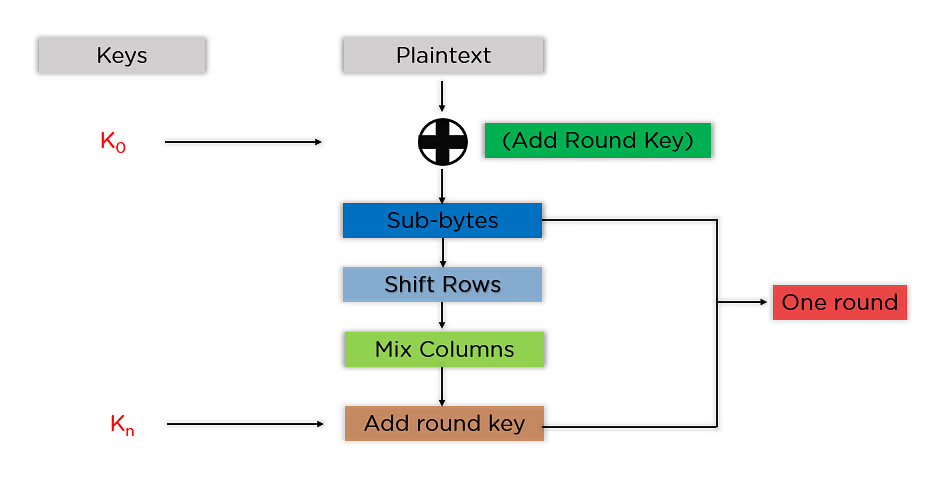 Keys
Plaintext
K₀
(Add Round Key)
Sub-bytes
Shift Rows
One round
Mix Columns
Kₙ
Add round key